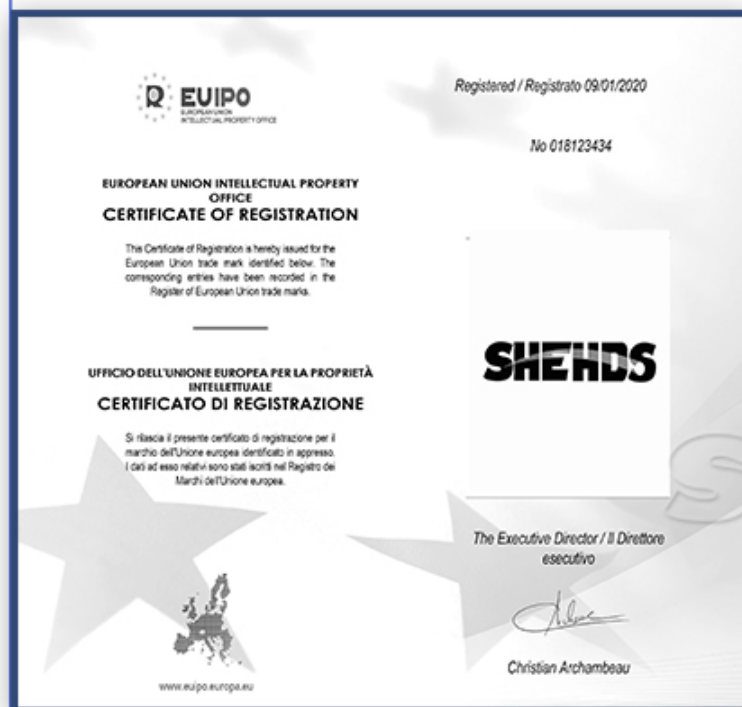 EUIPO
EUROPEAN UNION
INTELLECTUAL PROPERTY OFFICE
EUROPEAN UNION INTELLECTUAL PROPERTY
OFFICE
CERTIFICATE OF REGISTRATION
This Certificate of Registration is hereby issued for the
European Union trade mark identified below. The
corresponding entries have been recorded in the
Register of European Union trade marks.
UFFICIO DELL'UNIONE EUROPEA PER LA PROPRIETÀ
INTELLETTUALE
CERTIFICATO DI REGISTRAZIONE
Si rilascia il presente certificato di registrazione per il
marchio dell'Unione europea identificato in appresso.
I dati ad esso relativi sono stati iscritti nel Registro dei
Marchi dell'Unione europea.
www.euipo.europa.eu
Registered / Registrato 09/01/2020
No 018123434
SHEHDS
S
The Executive Director / Il Direttore
esecutivo
Christian Archambeau